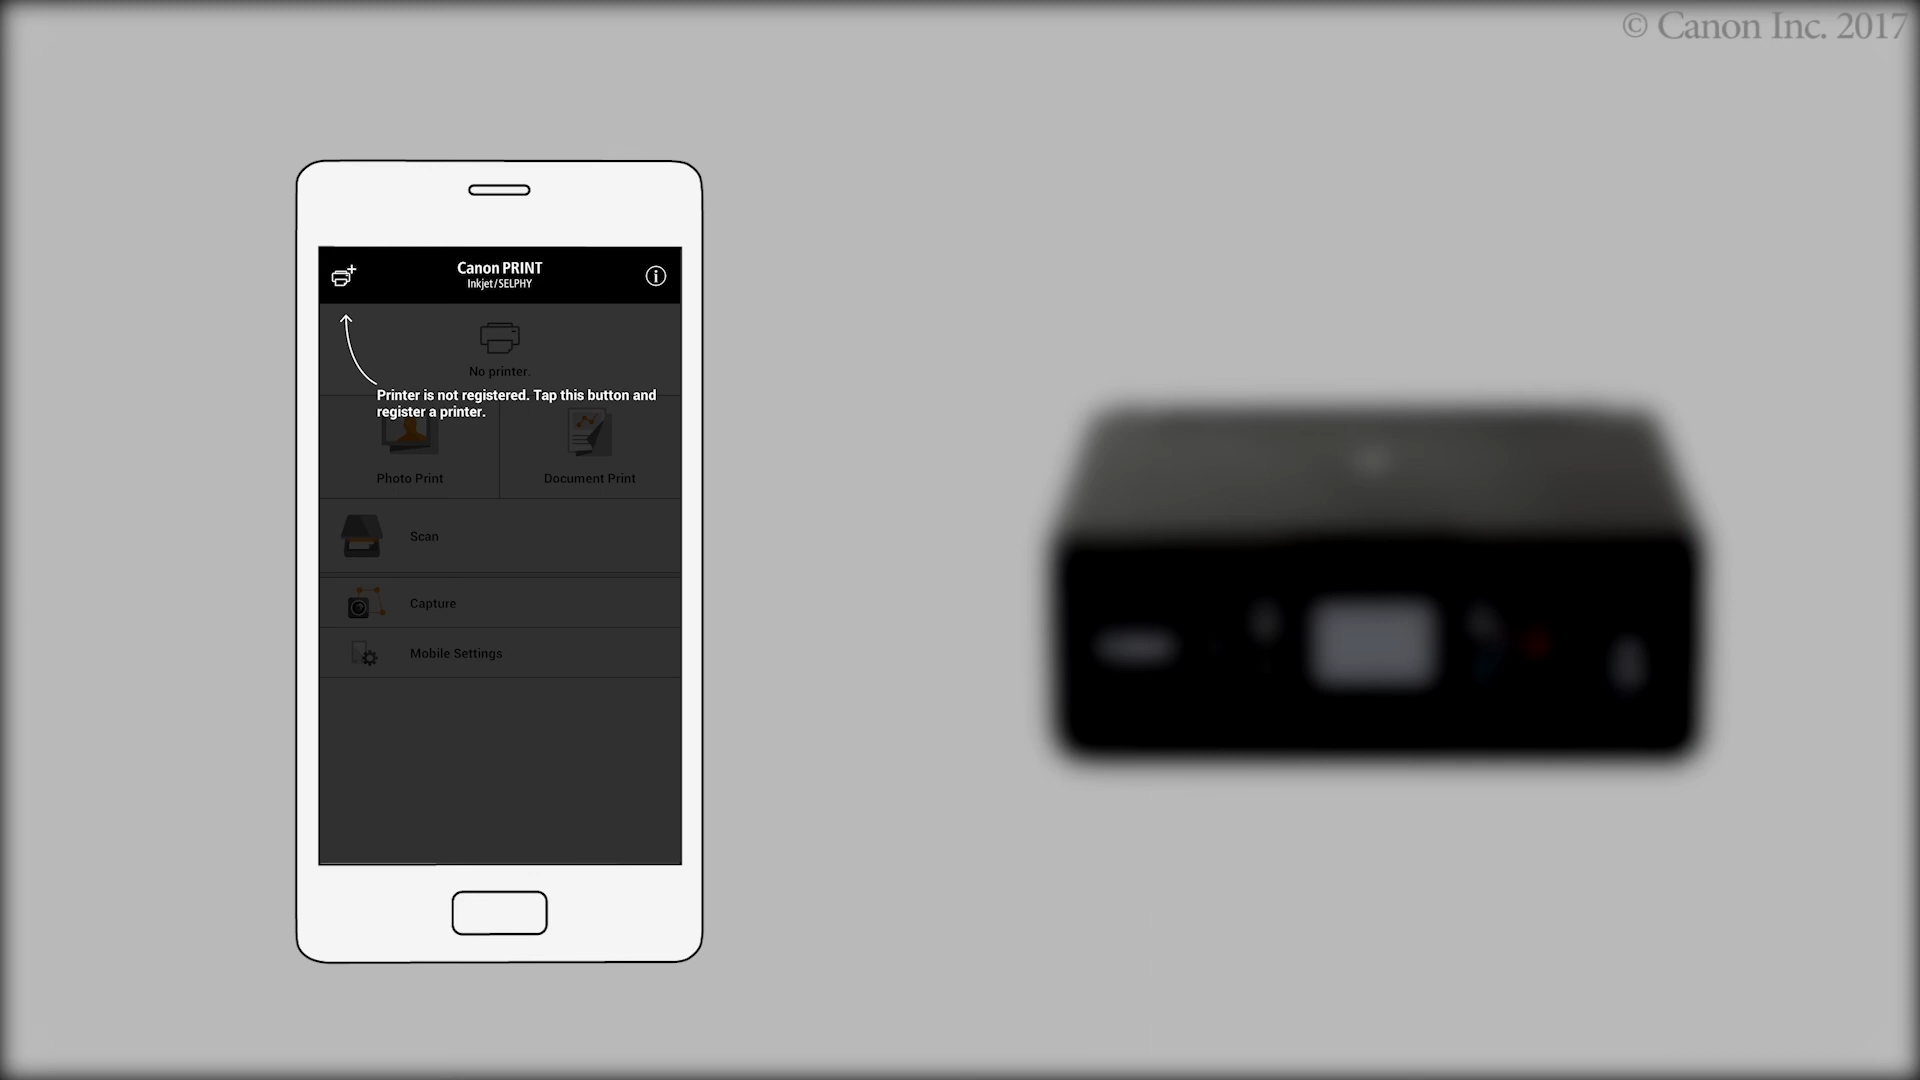 © Canon Inc. 2017
Canon PRINT
Inkjet/SELPHY
No printer.
Printer is not registered. Tap this button and
register a printer.
Photo Print
Document Print
Scan
Capture
Mobile Settings